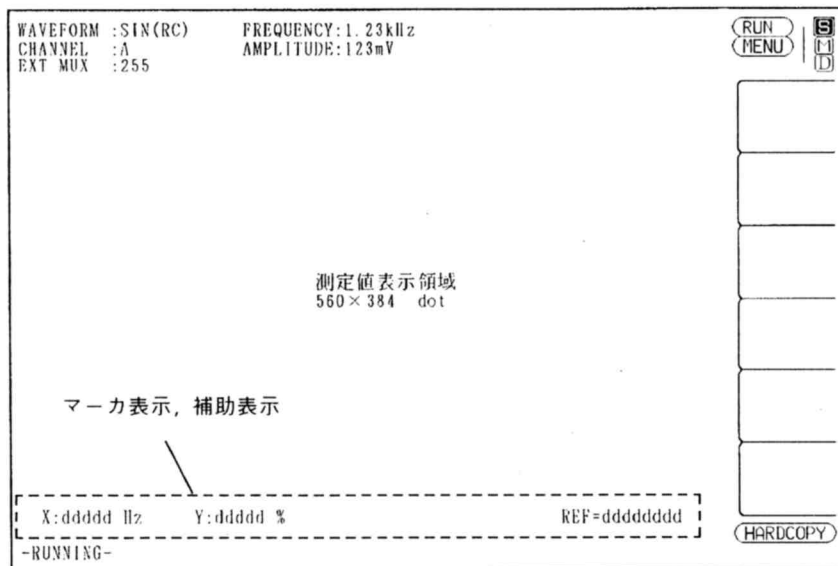 WAVEFORM :SIN(RC) FREQUENCY:1.23kHz
CHANNEL :A AMPLITUDE:123mV
EXT MUX :255
RUN
MENU
S
M
D
測定値表示領域
560×384 dot
マーカ表示, 補助表示
X:ddddd Hz Y:ddddd % REF=dddddddd
HARDCOPY
-RUNNING-